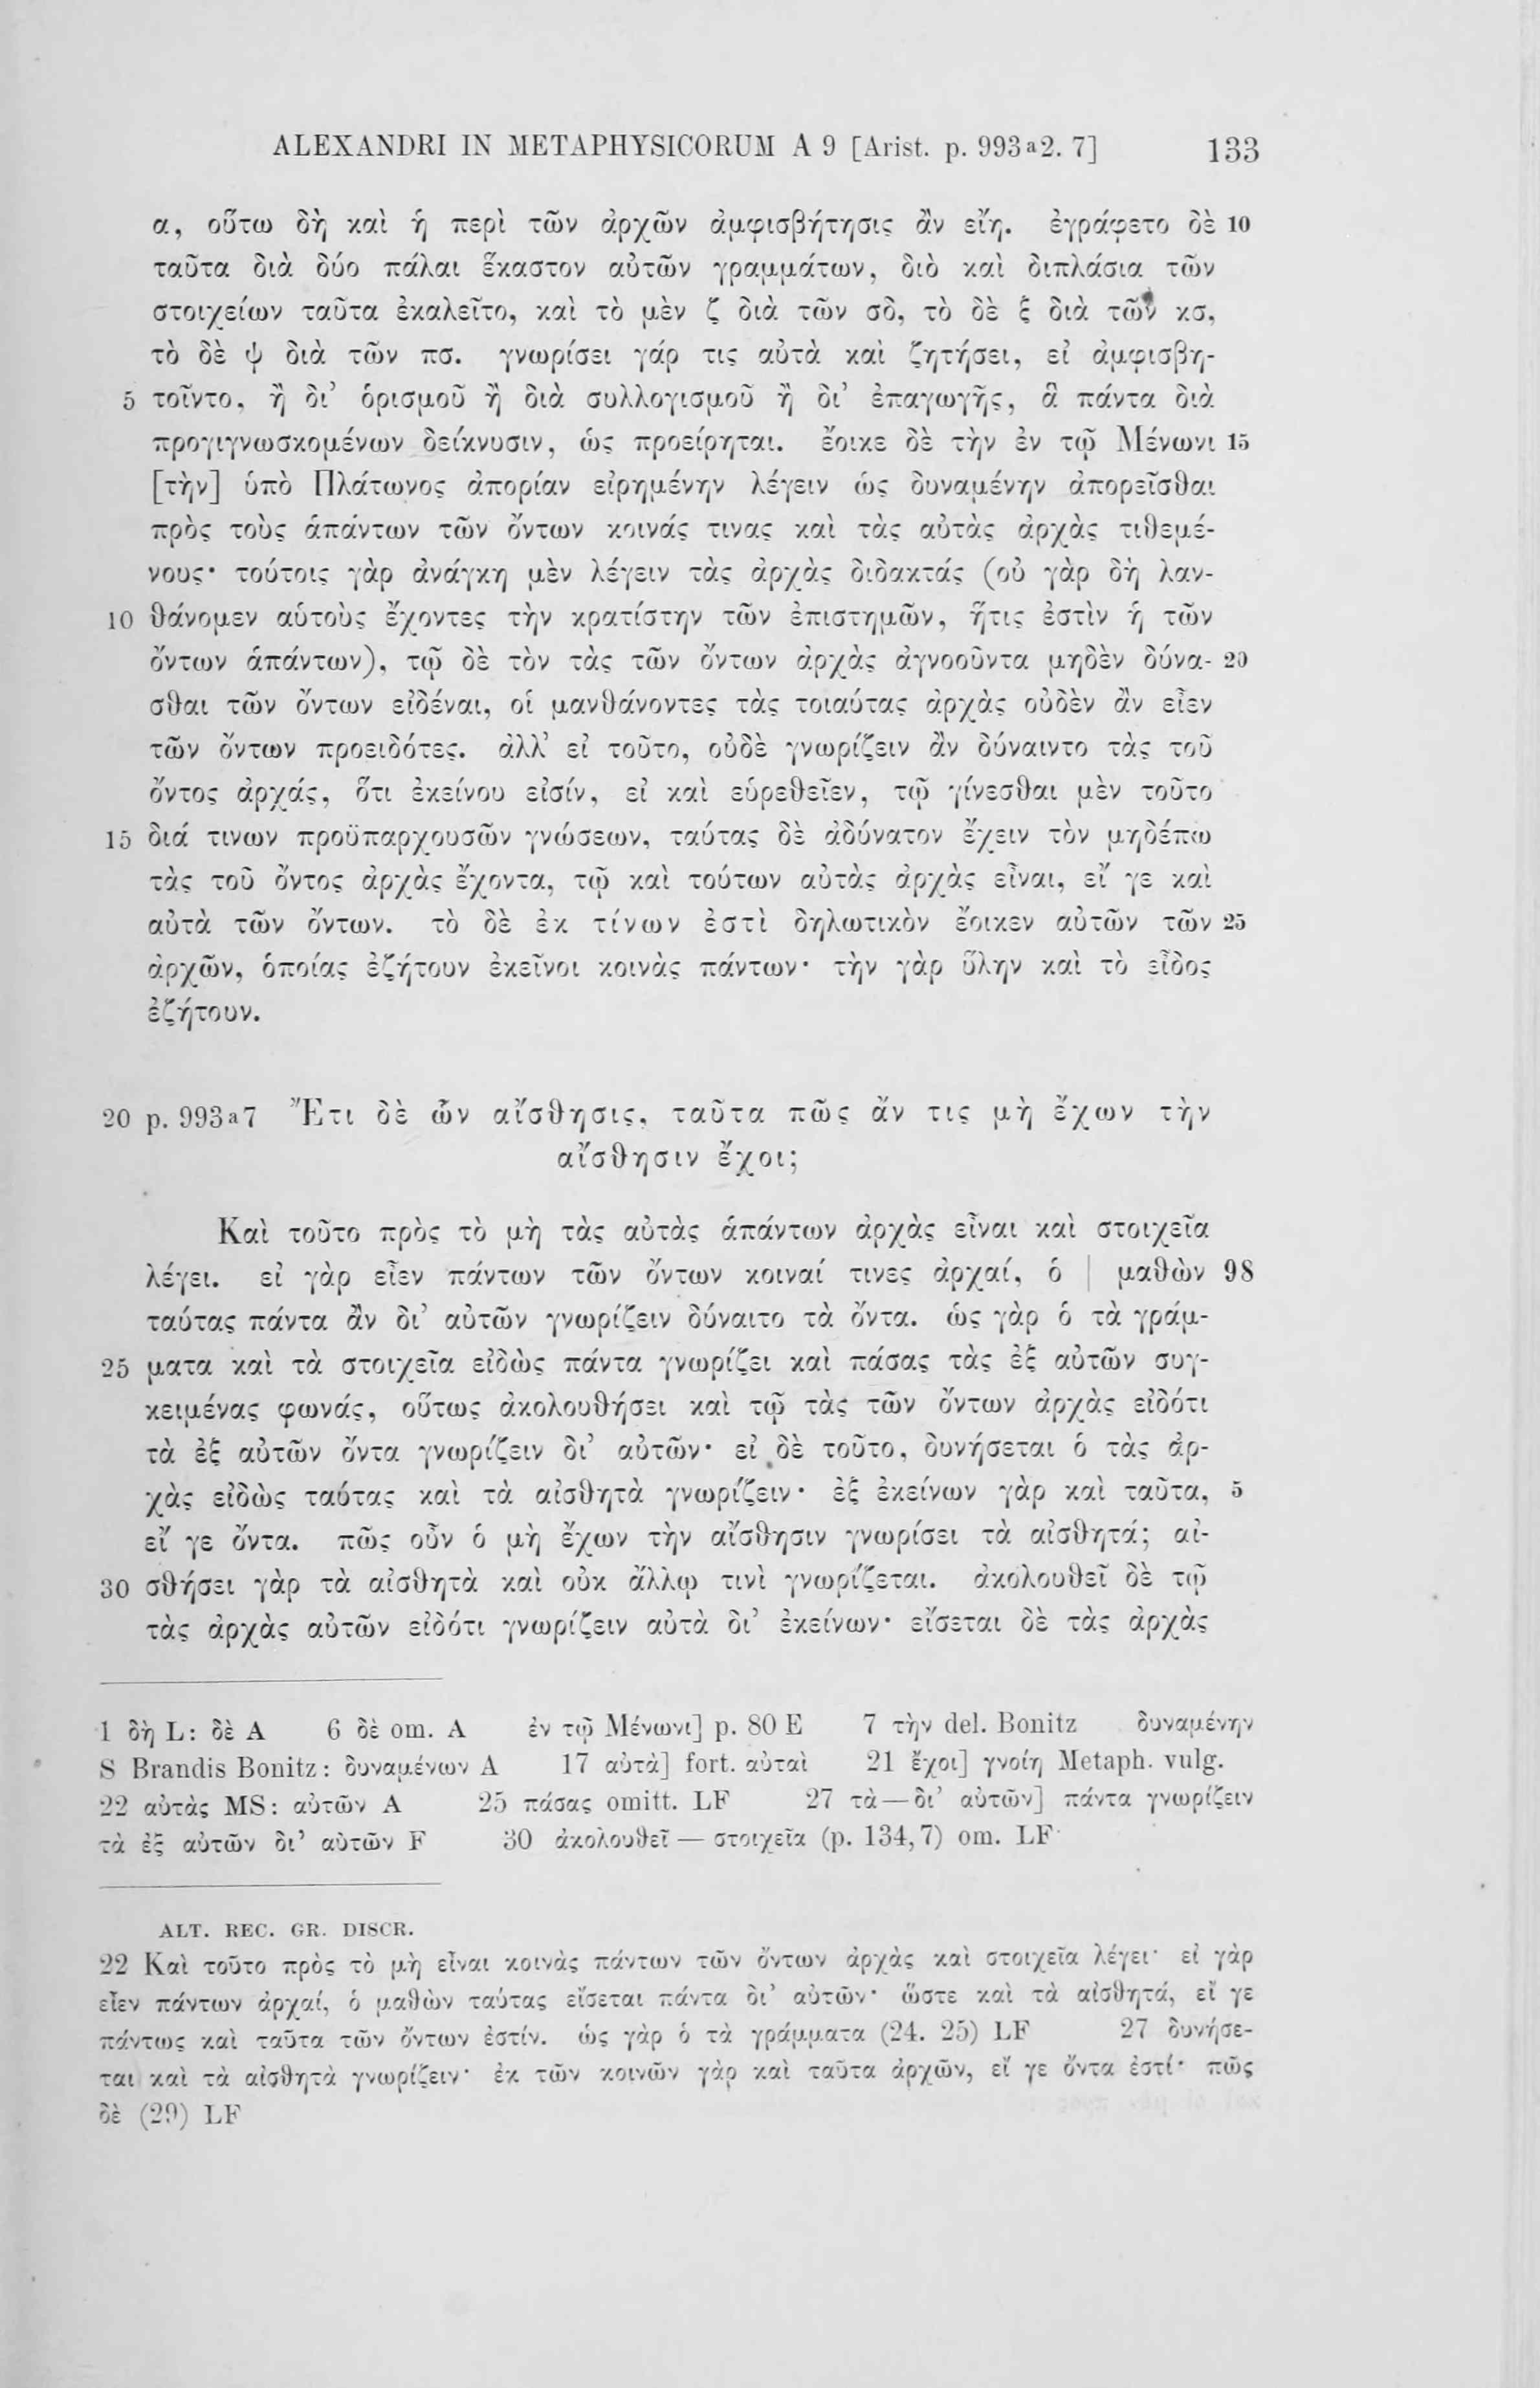 ALEXANDRI IN METAPHYSICORUM A 9 [Arist. p. 993ᵃ2. 7] 133
α, οὕτω δὴ καὶ ἡ περὶ τῶν ἀρχῶν ἀμφισβήτησις ἂν εἴη. ἐγράφετο δὲ 10
ταῦτα διὰ δύο πάλαι ἕκαστον αὐτῶν γραμμάτων, διὸ καὶ διπλάσια τῶν
στοιχείων ταῦτα ἐκαλεῖτο, καὶ τὸ μὲν ζ διὰ τῶν σδ, τὸ δὲ ξ διὰ τῶν κσ,
τὸ δὲ ψ διὰ τῶν πσ. γνωρίσει γάρ τις αὐτὰ καὶ ζητήσει, εἰ ἀμφισβη-
5 τοῖντο, ἢ δι’ ὁρισμοῦ ἢ διὰ συλλογισμοῦ ἢ δι’ ἐπαγωγῆς, ἃ πάντα διὰ
προγιγνωσκομένων δείκνυσιν, ὡς προείρηται. ἔοικε δὲ τὴν ἐν τῷ Μένωνι 15
[τὴν] ὑπὸ Πλάτωνος ἀπορίαν εἰρημένην λέγειν ὡς δυναμένην ἀπορεῖσθαι
πρὸς τοὺς ἁπάντων τῶν ὄντων κοινάς τινας καὶ τὰς αὐτὰς ἀρχὰς τιθεμέ-
νους· τούτοις γὰρ ἀνάγκη μὲν λέγειν τὰς ἀρχὰς διδακτάς (οὐ γὰρ δὴ λαν-
10 θάνομεν αὑτοὺς ἔχοντες τὴν κρατίστην τῶν ἐπιστημῶν, ἥτις ἐστὶν ἡ τῶν
ὄντων ἁπάντων), τῷ δὲ τὸν τὰς τῶν ὄντων ἀρχὰς ἀγνοοῦντα μηδὲν δύνα- 20
σθαι τῶν ὄντων εἰδέναι, οἱ μανθάνοντες τὰς τοιαύτας ἀρχὰς οὐδὲν ἂν εἶεν
τῶν ὄντων προειδότες. ἀλλ’ εἰ τοῦτο, οὐδὲ γνωρίζειν ἂν δύναιντο τὰς τοῦ
ὄντος ἀρχάς, ὅτι ἐκείνου εἰσίν, εἰ καὶ εὑρεθεῖεν, τῷ γίνεσθαι μὲν τοῦτο
15 διά τινων προϋπαρχουσῶν γνώσεων, ταύτας δὲ ἀδύνατον ἔχειν τὸν μηδέπω
τὰς τοῦ ὄντος ἀρχὰς ἔχοντα, τῷ καὶ τούτων αὐτὰς ἀρχὰς εἶναι, εἴ γε καὶ
αὐτὰ τῶν ὄντων. τὸ δὲ ἐκ τίνων ἐστὶ δηλωτικὸν ἔοικεν αὐτῶν τῶν 25
ἀρχῶν, ὁποίας ἐζήτουν ἐκεῖνοι κοινὰς πάντων· τὴν γὰρ ὕλην καὶ τὸ εἶδος
ἐζήτουν.
20 p. 993ᵃ7 Ἔτι δὲ ὧν αἴσθησις, ταῦτα πῶς ἄν τις μὴ ἔχων τὴν
αἴσθησιν ἔχοι;
Καὶ τοῦτο πρὸς τὸ μὴ τὰς αὐτὰς ἁπάντων ἀρχὰς εἶναι καὶ στοιχεῖα
λέγει. εἰ γὰρ εἶεν πάντων τῶν ὄντων κοιναί τινες ἀρχαί, ὁ | μαθὼν 98
ταύτας πάντα ἂν δι’ αὐτῶν γνωρίζειν δύναιτο τὰ ὄντα. ὡς γὰρ ὁ τὰ γράμ-
25 ματα καὶ τὰ στοιχεῖα εἰδὼς πάντα γνωρίζει καὶ πάσας τὰς ἐξ αὐτῶν συγ-
κειμένας φωνάς, οὕτως ἀκολουθήσει καὶ τῷ τὰς τῶν ὄντων ἀρχὰς εἰδότι
τὰ ἐξ αὐτῶν ὄντα γνωρίζειν δι’ αὐτῶν· εἰ δὲ τοῦτο, δυνήσεται ὁ τὰς ἀρ-
χὰς εἰδὼς ταύτας καὶ τὰ αἰσθητὰ γνωρίζειν· ἐξ ἐκείνων γὰρ καὶ ταῦτα, 5
εἴ γε ὄντα. πῶς οὖν ὁ μὴ ἔχων τὴν αἴσθησιν γνωρίσει τὰ αἰσθητά; αἰ-
30 σθήσει γὰρ τὰ αἰσθητὰ καὶ οὐκ ἄλλῳ τινὶ γνωρίζεται. ἀκολουθεῖ δὲ τῷ
τὰς ἀρχὰς αὐτῶν εἰδότι γνωρίζειν αὐτὰ δι’ ἐκείνων· εἴσεται δὲ τὰς ἀρχὰς
1 δὴ L: δὲ A 6 δὲ om. A ἐν τῷ Μένωνι] p. 80 E 7 τὴν del. Bonitz δυναμένην
S Brandis Bonitz: δυναμένων A 17 αὐτὰ] fort. αὐταὶ 21 ἔχοι] γνοίη Metaph. vulg.
22 αὐτὰς MS: αὐτῶν A 25 πάσας omitt. LF 27 τὰ — δι’ αὐτῶν] πάντα γνωρίζειν
τὰ ἐξ αὐτῶν δι’ αὐτῶν F 30 ἀκολουθεῖ — στοιχεῖα (p. 134,7) om. LF
ALT. REC. GR. DISCR.
22 Καὶ τοῦτο πρὸς τὸ μὴ εἶναι κοινὰς πάντων τῶν ὄντων ἀρχὰς καὶ στοιχεῖα λέγει· εἰ γὰρ
εἶεν πάντων ἀρχαί, ὁ μαθὼν ταύτας εἴσεται πάντα δι’ αὐτῶν· ὥστε καὶ τὰ αἰσθητά, εἴ γε
πάντως καὶ ταῦτα τῶν ὄντων ἐστίν. ὡς γὰρ ὁ τὰ γράμματα (24. 25) LF 27 δυνήσε-
ται καὶ τὰ αἰσθητὰ γνωρίζειν· ἐκ τῶν κοινῶν γὰρ καὶ ταῦτα ἀρχῶν, εἴ γε ὄντα ἐστί· πῶς
δὲ (29) LF